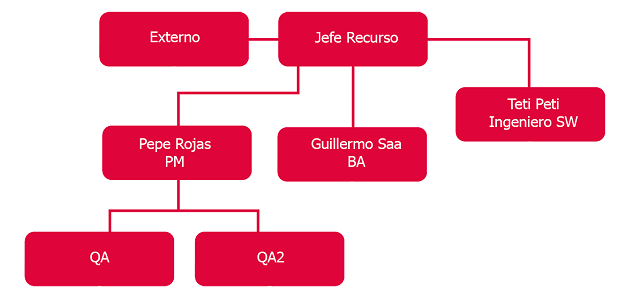 Externo
Jefe Recurso
Teti Peti
Ingeniero SW
Pepe Rojas
PM
Guillermo Saa
BA
QA
QA2